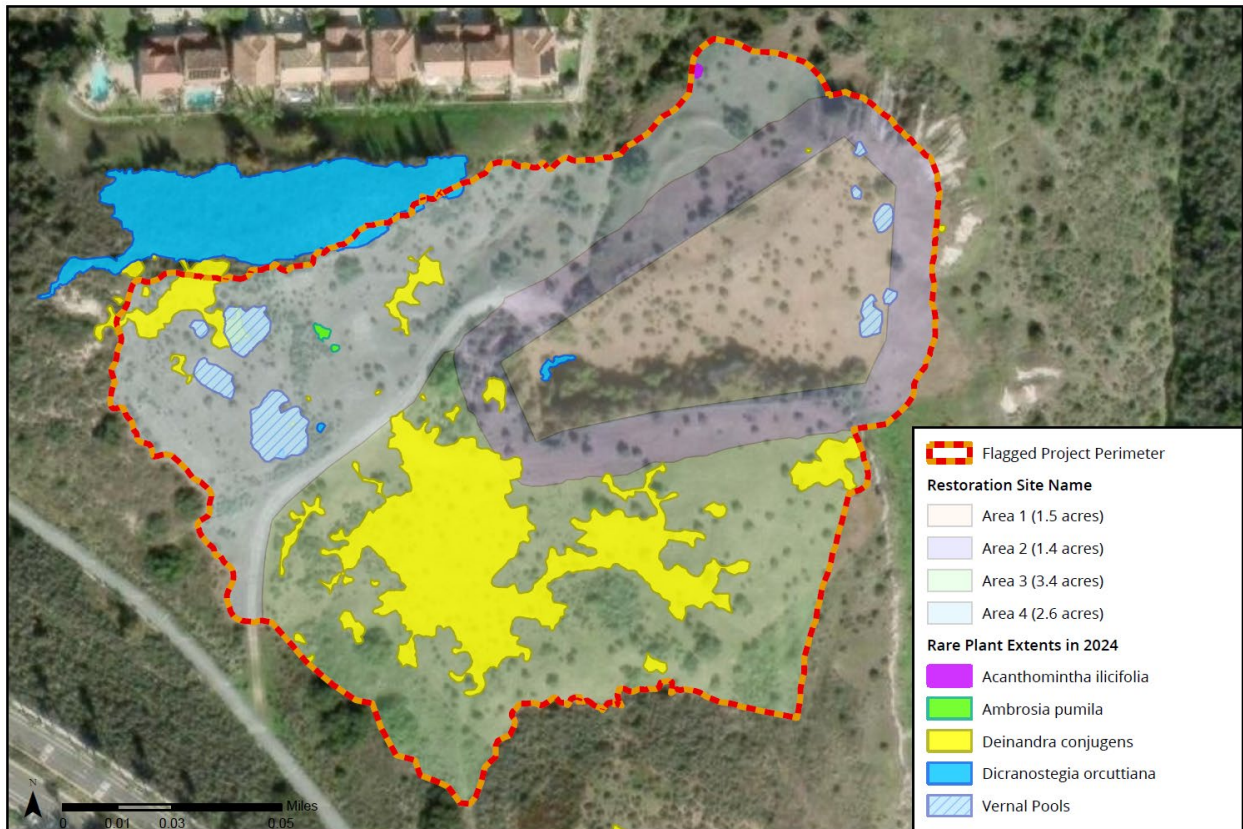 Flagged Project Perimeter
Restoration Site Name
Area 1 (1.5 acres)
Area 2 (1.4 acres)
Area 3 (3.4 acres)
Area 4 (2.6 acres)
Rare Plant Extents in 2024
Acanthomintha ilicifolia
Ambrosia pumila
Deinandra conjugens
Dicranostegia orcuttiana
Vernal Pools
N
Miles
0 0.01 0.03 0.05